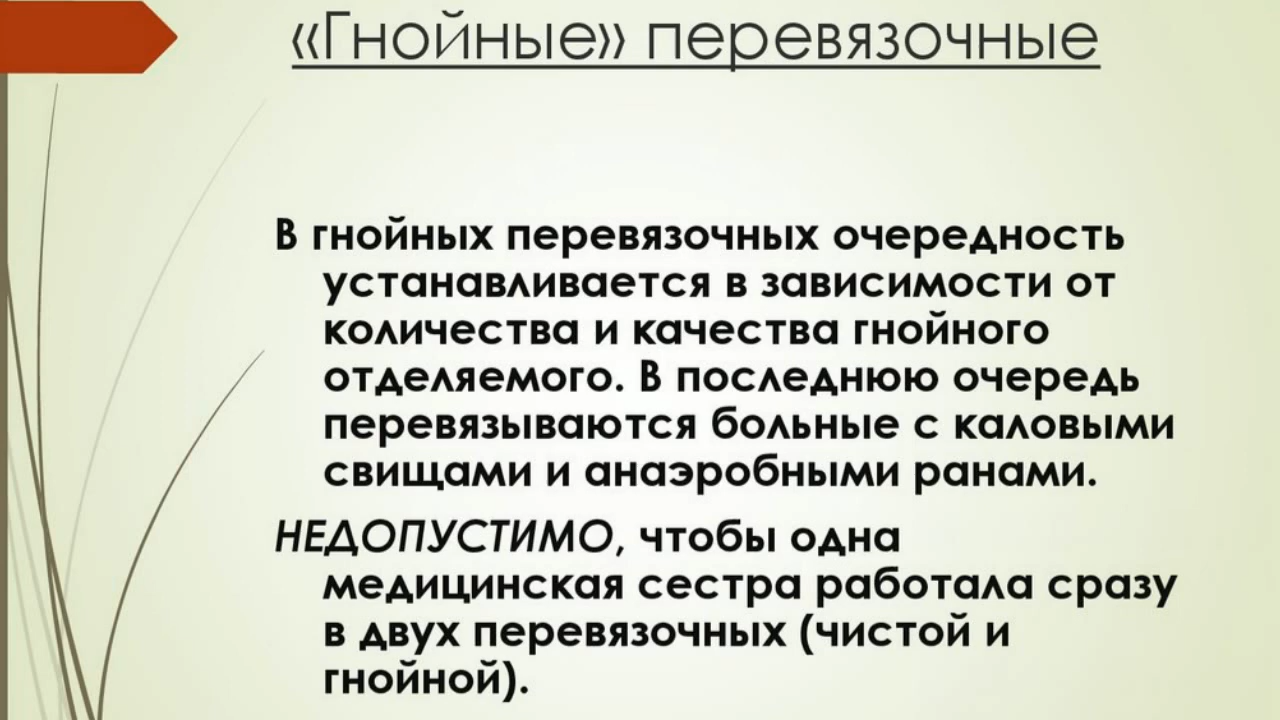 «Гнойные» перевязочные
В гнойных перевязочных очередность
устанавливается в зависимости от
количества и качества гнойного
отделяемого. В последнюю очередь
перевязываются больные с каловыми
свищами и анаэробными ранами.
НЕДОПУСТИМО, чтобы одна
медицинская сестра работала сразу
в двух перевязочных (чистой и
гнойной).